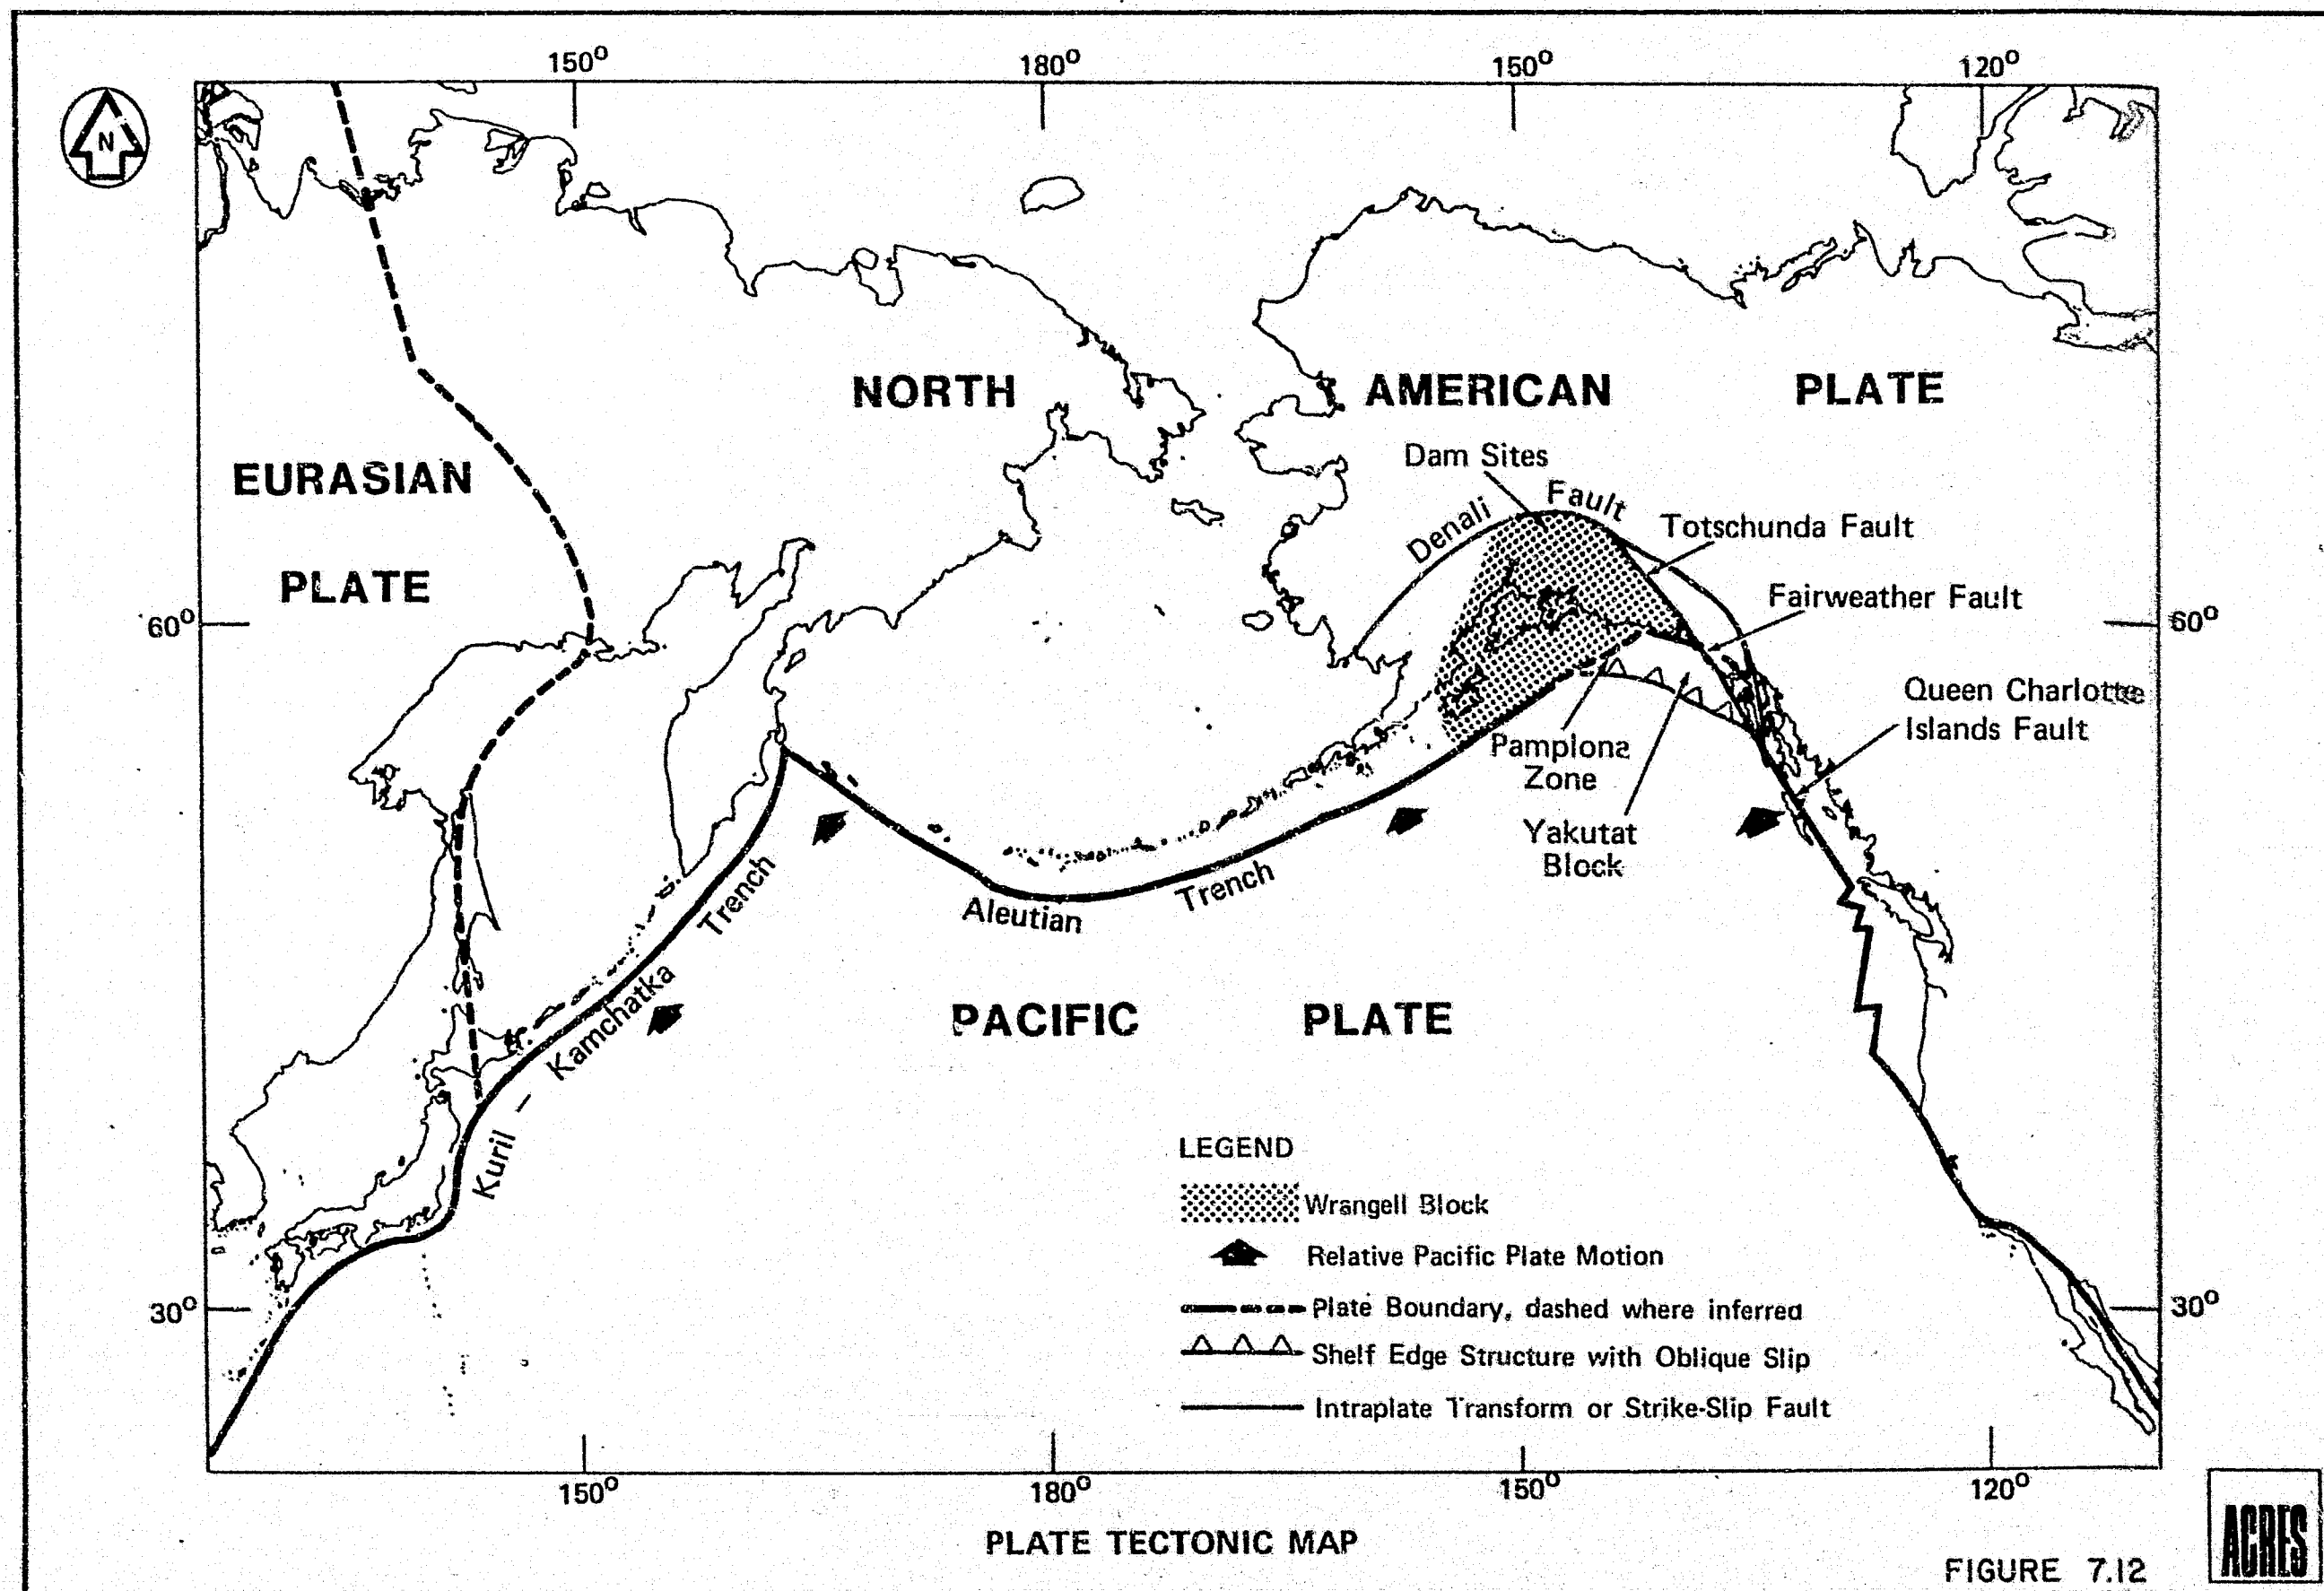 150° 180° 150° 120°
N
NORTH AMERICAN PLATE
EURASIAN
PLATE
Dam Sites
Denali Fault
Totschunda Fault
Fairweather Fault
60° 60°
Queen Charlotte
Islands Fault
Pamplona
Zone
Yakutat
Block
Aleutian Trench
Kuril — Kamchatka Trench
PACIFIC PLATE
LEGEND
Wrangell Block
Relative Pacific Plate Motion
Plate Boundary, dashed where inferred
Shelf Edge Structure with Oblique Slip
Intraplate Transform or Strike-Slip Fault
30° 30°
150° 180° 150° 120°
PLATE TECTONIC MAP
FIGURE 7.12
ACRES